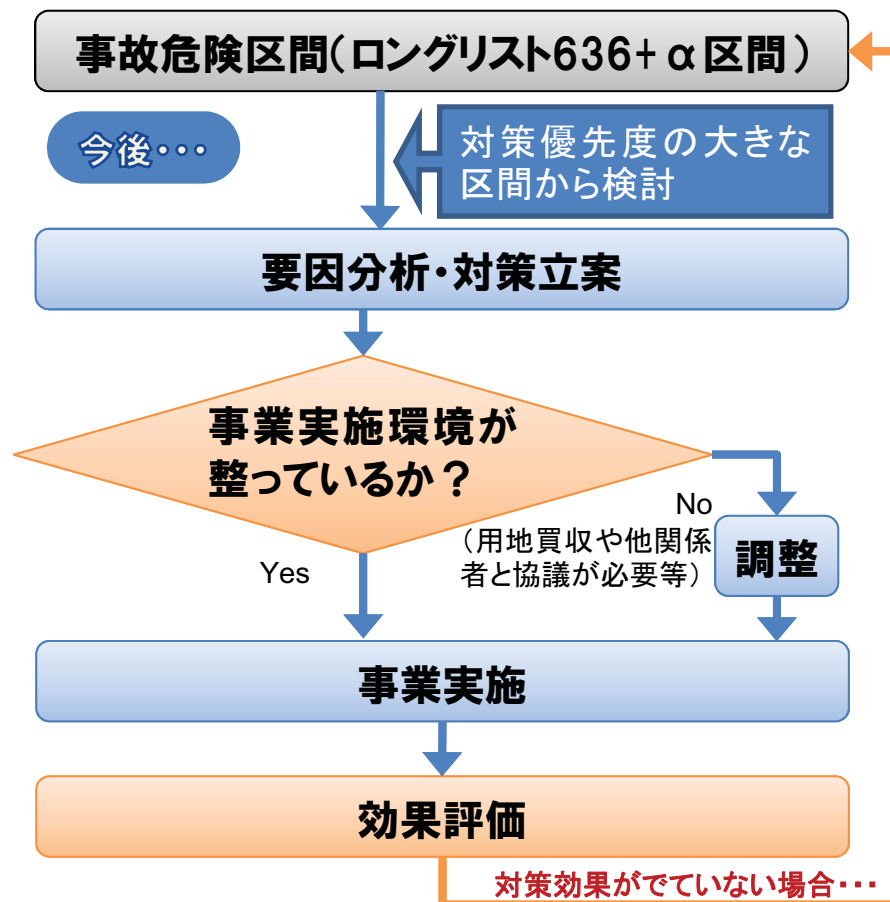 事故危険区間(ロングリスト636+α区間)
今後・・・
対策優先度の大きな
区間から検討
要因分析・対策立案
事業実施環境が
整っているか？
No
（用地買収や他関係
者と協議が必要等）
調整
Yes
事業実施
効果評価
対策効果がでていない場合・・・